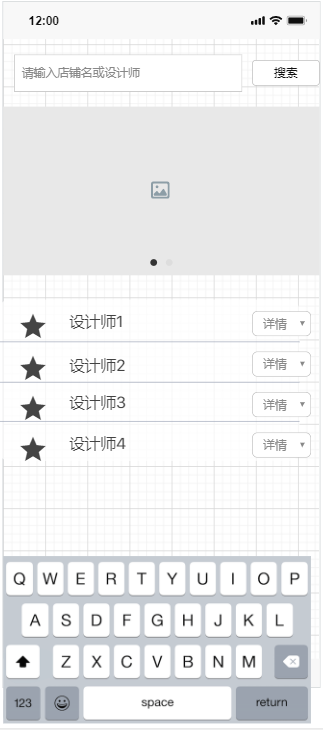 12:00
请输入店铺名或设计师 搜索
设计师1 详情
设计师2 详情
设计师3 详情
设计师4 详情
Q W E R T Y U I O P
A S D F G H J K L
Z X C V B N M
123 space return